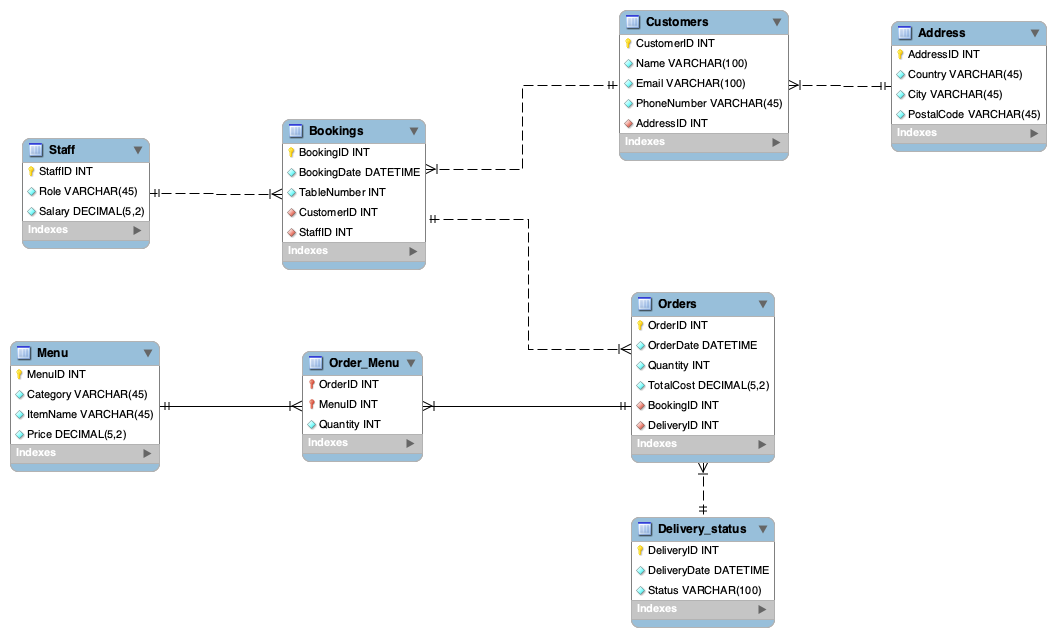 Customers
CustomerID INT
Name VARCHAR(100)
Email VARCHAR(100)
PhoneNumber VARCHAR(45)
AddressID INT
Indexes
Address
AddressID INT
Country VARCHAR(45)
City VARCHAR(45)
PostalCode VARCHAR(45)
Indexes
Staff
StaffID INT
Role VARCHAR(45)
Salary DECIMAL(5,2)
Indexes
Bookings
BookingID INT
BookingDate DATETIME
TableNumber INT
CustomerID INT
StaffID INT
Indexes
Menu
MenuID INT
Category VARCHAR(45)
ItemName VARCHAR(45)
Price DECIMAL(5,2)
Indexes
Order_Menu
OrderID INT
MenuID INT
Quantity INT
Indexes
Orders
OrderID INT
OrderDate DATETIME
Quantity INT
TotalCost DECIMAL(5,2)
BookingID INT
DeliveryID INT
Indexes
Delivery_status
DeliveryID INT
DeliveryDate DATETIME
Status VARCHAR(100)
Indexes